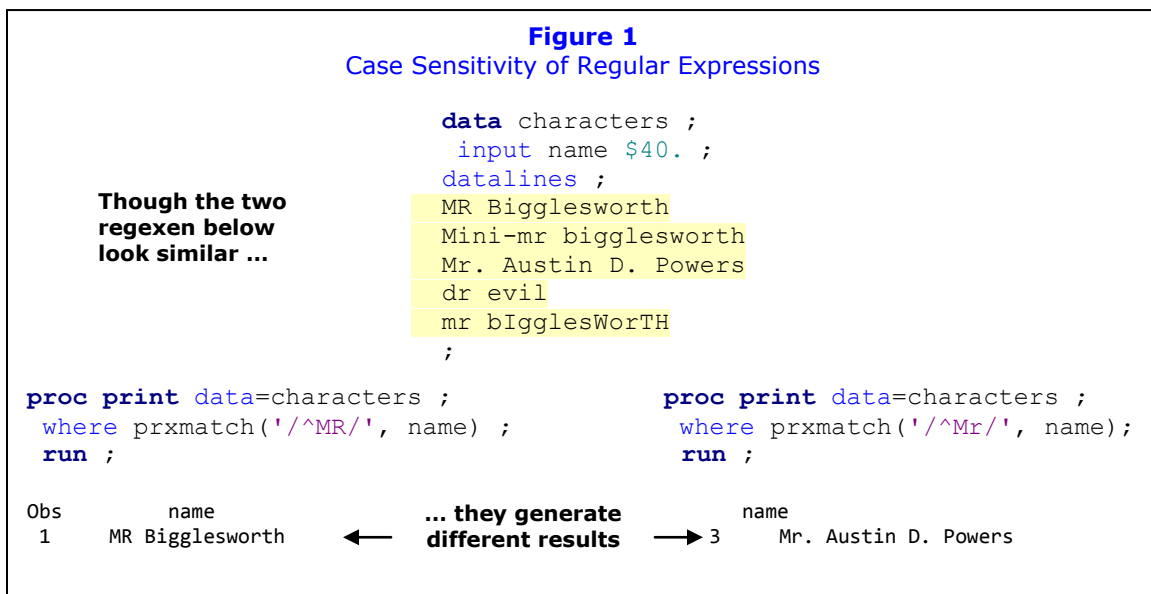 Figure 1
Case Sensitivity of Regular Expressions
data characters ;
input name $40. ;
datalines ;
Though the two
regexen below
look similar ...
MR Bigglesworth
Mini-mr bigglesworth
Mr. Austin D. Powers
dr evil
mr bIgglesWorTH
;
proc print data=characters ;
where prxmatch('/^MR/', name) ;
run ;
proc print data=characters ;
where prxmatch('/^Mr/', name);
run ;
Obs name
1 MR Bigglesworth
... they generate
different results
name
3 Mr. Austin D. Powers